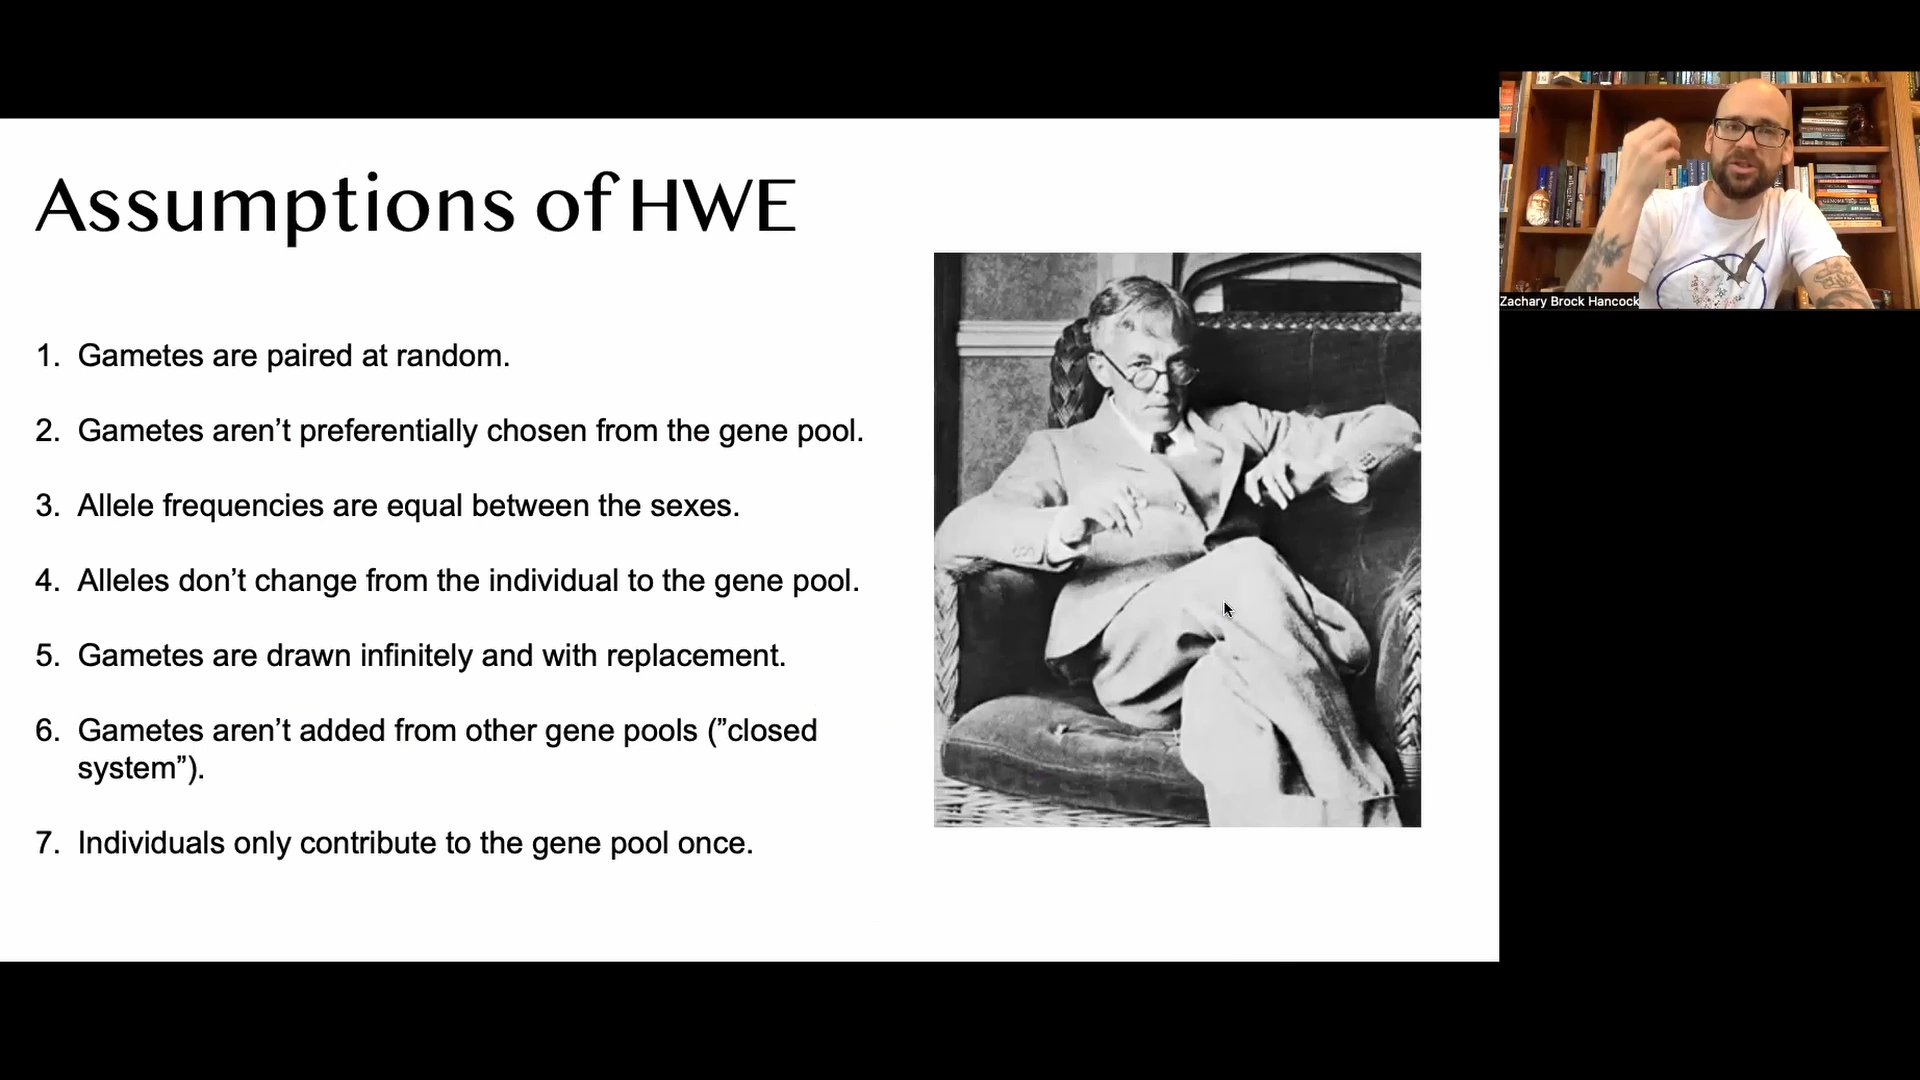 Assumptions of HWE
1. Gametes are paired at random.
2. Gametes aren’t preferentially chosen from the gene pool.
3. Allele frequencies are equal between the sexes.
4. Alleles don’t change from the individual to the gene pool.
5. Gametes are drawn infinitely and with replacement.
6. Gametes aren’t added from other gene pools (”closed
system”).
7. Individuals only contribute to the gene pool once.
Zachary Brock Hancock